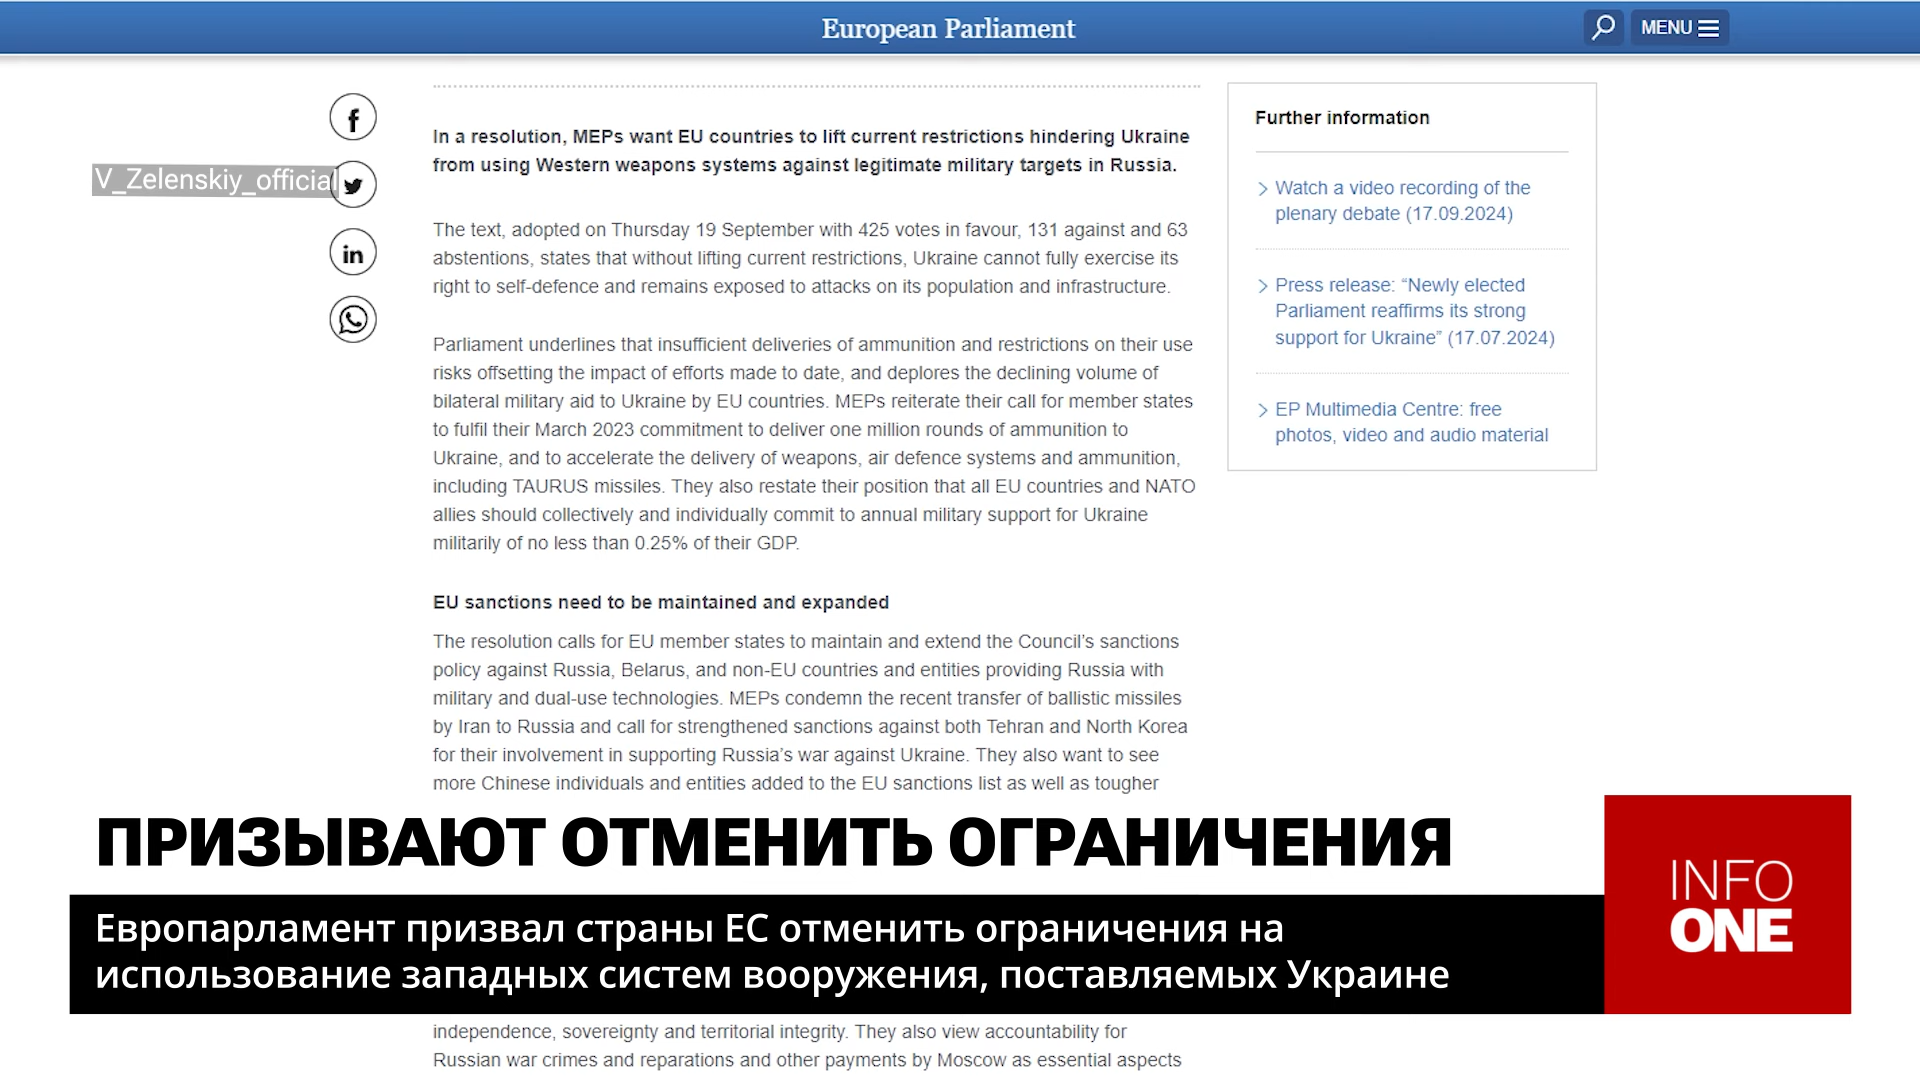 European Parliament
MENU
In a resolution, MEPs want EU countries to lift current restrictions hindering Ukraine
from using Western weapons systems against legitimate military targets in Russia.
V_Zelenskiy_official
The text, adopted on Thursday 19 September with 425 votes in favour, 131 against and 63
abstentions, states that without lifting current restrictions, Ukraine cannot fully exercise its
right to self-defence and remains exposed to attacks on its population and infrastructure.
Parliament underlines that insufficient deliveries of ammunition and restrictions on their use
risks offsetting the impact of efforts made to date, and deplores the declining volume of
bilateral military aid to Ukraine by EU countries. MEPs reiterate their call for member states
to fulfil their March 2023 commitment to deliver one million rounds of ammunition to
Ukraine, and to accelerate the delivery of weapons, air defence systems and ammunition,
including TAURUS missiles. They also restate their position that all EU countries and NATO
allies should collectively and individually commit to annual military support for Ukraine
militarily of no less than 0.25% of their GDP.
EU sanctions need to be maintained and expanded
The resolution calls for EU member states to maintain and extend the Council's sanctions
policy against Russia, Belarus, and non-EU countries and entities providing Russia with
military and dual-use technologies. MEPs condemn the recent transfer of ballistic missiles
by Iran to Russia and call for strengthened sanctions against both Tehran and North Korea
for their involvement in supporting Russia's war against Ukraine. They also want to see
more Chinese individuals and entities added to the EU sanctions list as well as tougher
Further information
Watch a video recording of the
plenary debate (17.09.2024)
Press release: “Newly elected
Parliament reaffirms its strong
support for Ukraine” (17.07.2024)
EP Multimedia Centre: free
photos, video and audio material
ПРИЗЫВАЮТ ОТМЕНИТЬ ОГРАНИЧЕНИЯ
Европарламент призвал страны ЕС отменить ограничения на
использование западных систем вооружения, поставляемых Украине
INFO
ONE
independence, sovereignty and territorial integrity. They also view accountability for
Russian war crimes and reparations and other payments by Moscow as essential aspects